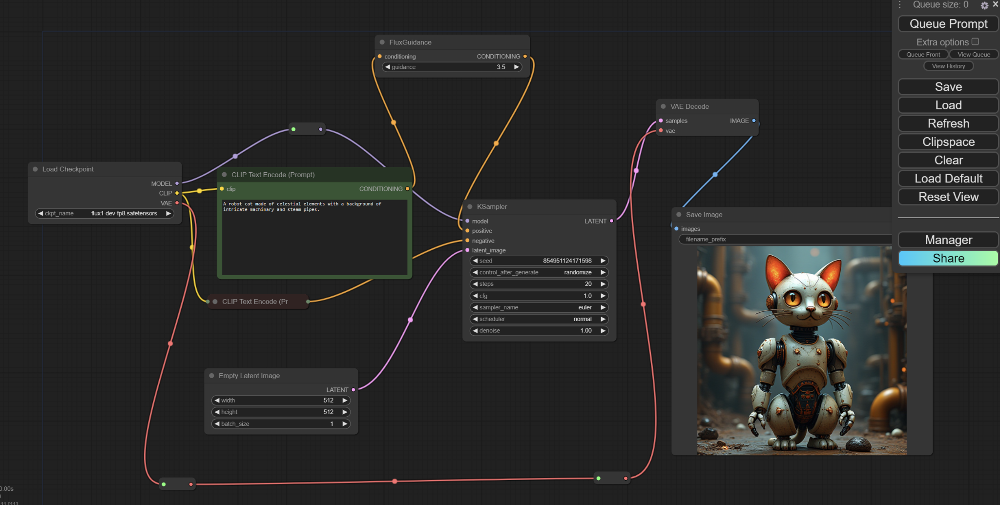 Queue size: 0
Queue Prompt
Extra options
Queue Front
View Queue
View History
Save
Load
Refresh
Clipspace
Clear
Load Default
Reset View
Manager
Share
FluxGuidance
conditioning
CONDITIONING
guidance
3.5
Load Checkpoint
MODEL
CLIP
VAE
ckpt_name
flux1-dev-fp8.safetensors
CLIP Text Encode (Prompt)
clip
CONDITIONING
A robot cat made of celestial elements with a background of
intricate machinary and steam pipes.
CLIP Text Encode (Pr
Empty Latent Image
LATENT
width
512
height
512
batch_size
1
KSampler
model
LATENT
positive
negative
latent_image
seed
854951124171598
control_after_generate
randomize
steps
20
cfg
1.0
sampler_name
euler
scheduler
normal
denoise
1.00
VAE Decode
samples
IMAGE
vae
Save Image
images
filename_prefix
0.00s
11 [11]